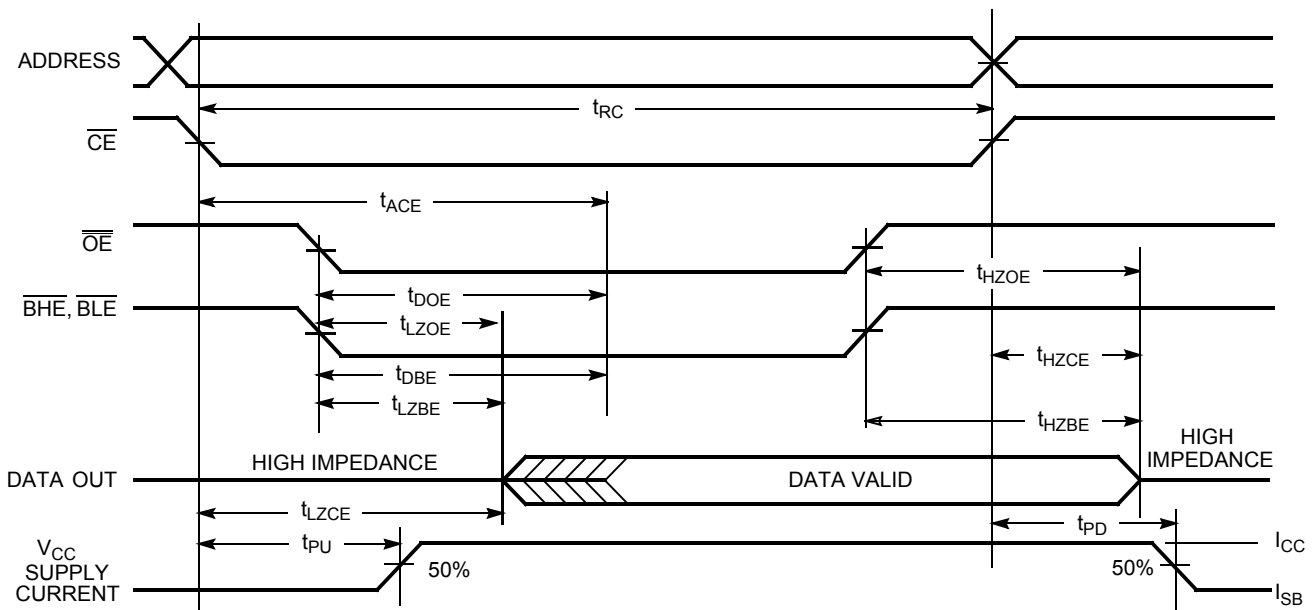 ADDRESS
tRC
CE
tACE
OE
tHZOE
tDOE
BHE, BLE
tLZOE
tHZCE
tDBE
tLZBE
tHZBE
HIGH IMPEDANCE
HIGH
IMPEDANCE
DATA OUT
DATA VALID
tLZCE
tPD
tPU
VCC
SUPPLY
CURRENT
50%
50%
ICC
ISB